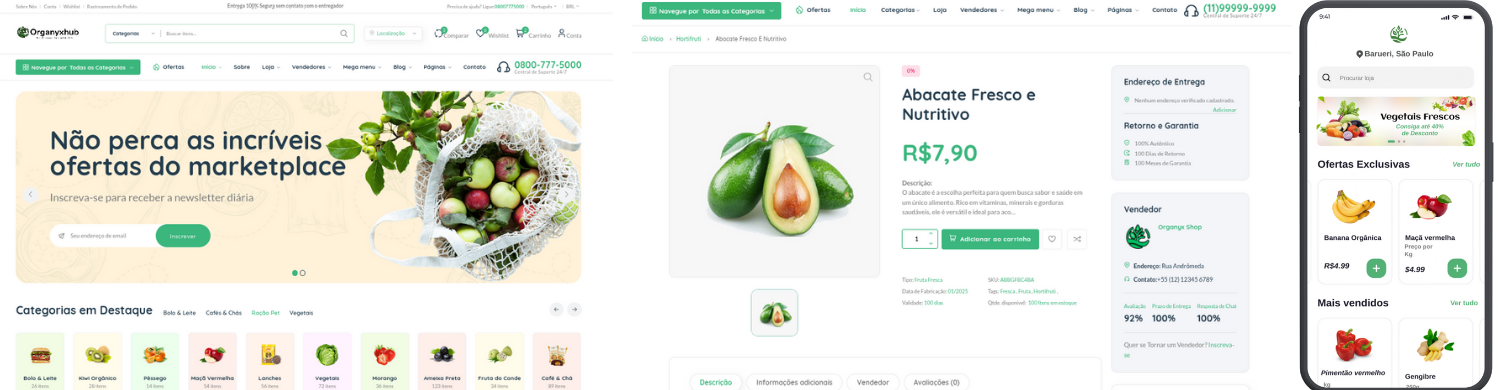 Sobre Nós Conta Wishlist Rastreamento de Pedido
Entrega 100% Segura sem contato com o entregador
Precisa de ajuda? Ligue: 08007775000 Português BRL
Organyxhub
Categorias
Buscar itens...
Localização
Comparar
Wishlist
Carrinho
Conta
Navegue por Todas as Categorias
Ofertas
Início
Sobre
Loja
Vendedores
Mega menu
Blog
Páginas
Contato
0800-777-5000
Central de Suporte 24/7
Não perca as incríveis
ofertas do marketplace
Inscreva-se para receber a newsletter diária
Seu endereço de email
Inscrever
Categorias em Destaque
Bolo & Leite
Cafés & Chás
Ração Pet
Vegetais
Bolo & Leite
26 itens
Kiwi Orgânico
28 itens
Pêssego
14 itens
Maçã Vermelha
54 itens
Lanches
56 itens
Vegetais
72 itens
Morango
36 itens
Ameixa Preta
123 itens
Fruta do Conde
34 itens
Café & Chá
89 itens
Navegue por Todas as Categorias
Ofertas
Início
Categorias
Loja
Vendedores
Mega menu
Blog
Páginas
Contato
(11)99999-9999
Central de Suporte 24/7
Início
Hortifruti
Abacate Fresco E Nutritivo
0%
Abacate Fresco e
Nutritivo
R$7,90
Descrição:
O abacate é a escolha perfeita para quem busca sabor e saúde em
um único alimento. Rico em vitaminas, minerais e gorduras
saudáveis, ele é versátil e ideal para aco...
1
Adicionar ao carrinho
Tipo: Fruta Fresca
SKU: ABBGFRC4BA
Data de Fabricação: 01/2025
Tags: Fresca, Fruta, Hortifruti,
Validade: 100 dias
Qtde. disponível: 100 Itens em estoque
Descrição
Informações adicionais
Vendedor
Avaliações (0)
Endereço de Entrega
Nenhum endereço verificado cadastrado.
Adicionar
Retorno e Garantia
100% Autêntico
100 Dias de Retorno
100 Meses de Garantia
Vendedor
Organyx Shop
Endereço: Rua Andrômeda
Contato:+55 (12) 12345 6789
Avaliação
Prazo de Entrega
Resposta de Chat
92%
100%
100%
Quer se Tornar um Vendedor? Inscreva-
se
9:41
Barueri, São Paulo
Procurar loja
Vegetais Frescos
Consiga até 40%
de Desconto
Ofertas Exclusivas
Ver tudo
Banana Orgânica
R$4.99
Maçã vermelha
Preço por
Kg
$4.99
Mais vendidos
Ver tudo
Pimentão vermelho
kg
Gengibre
250g